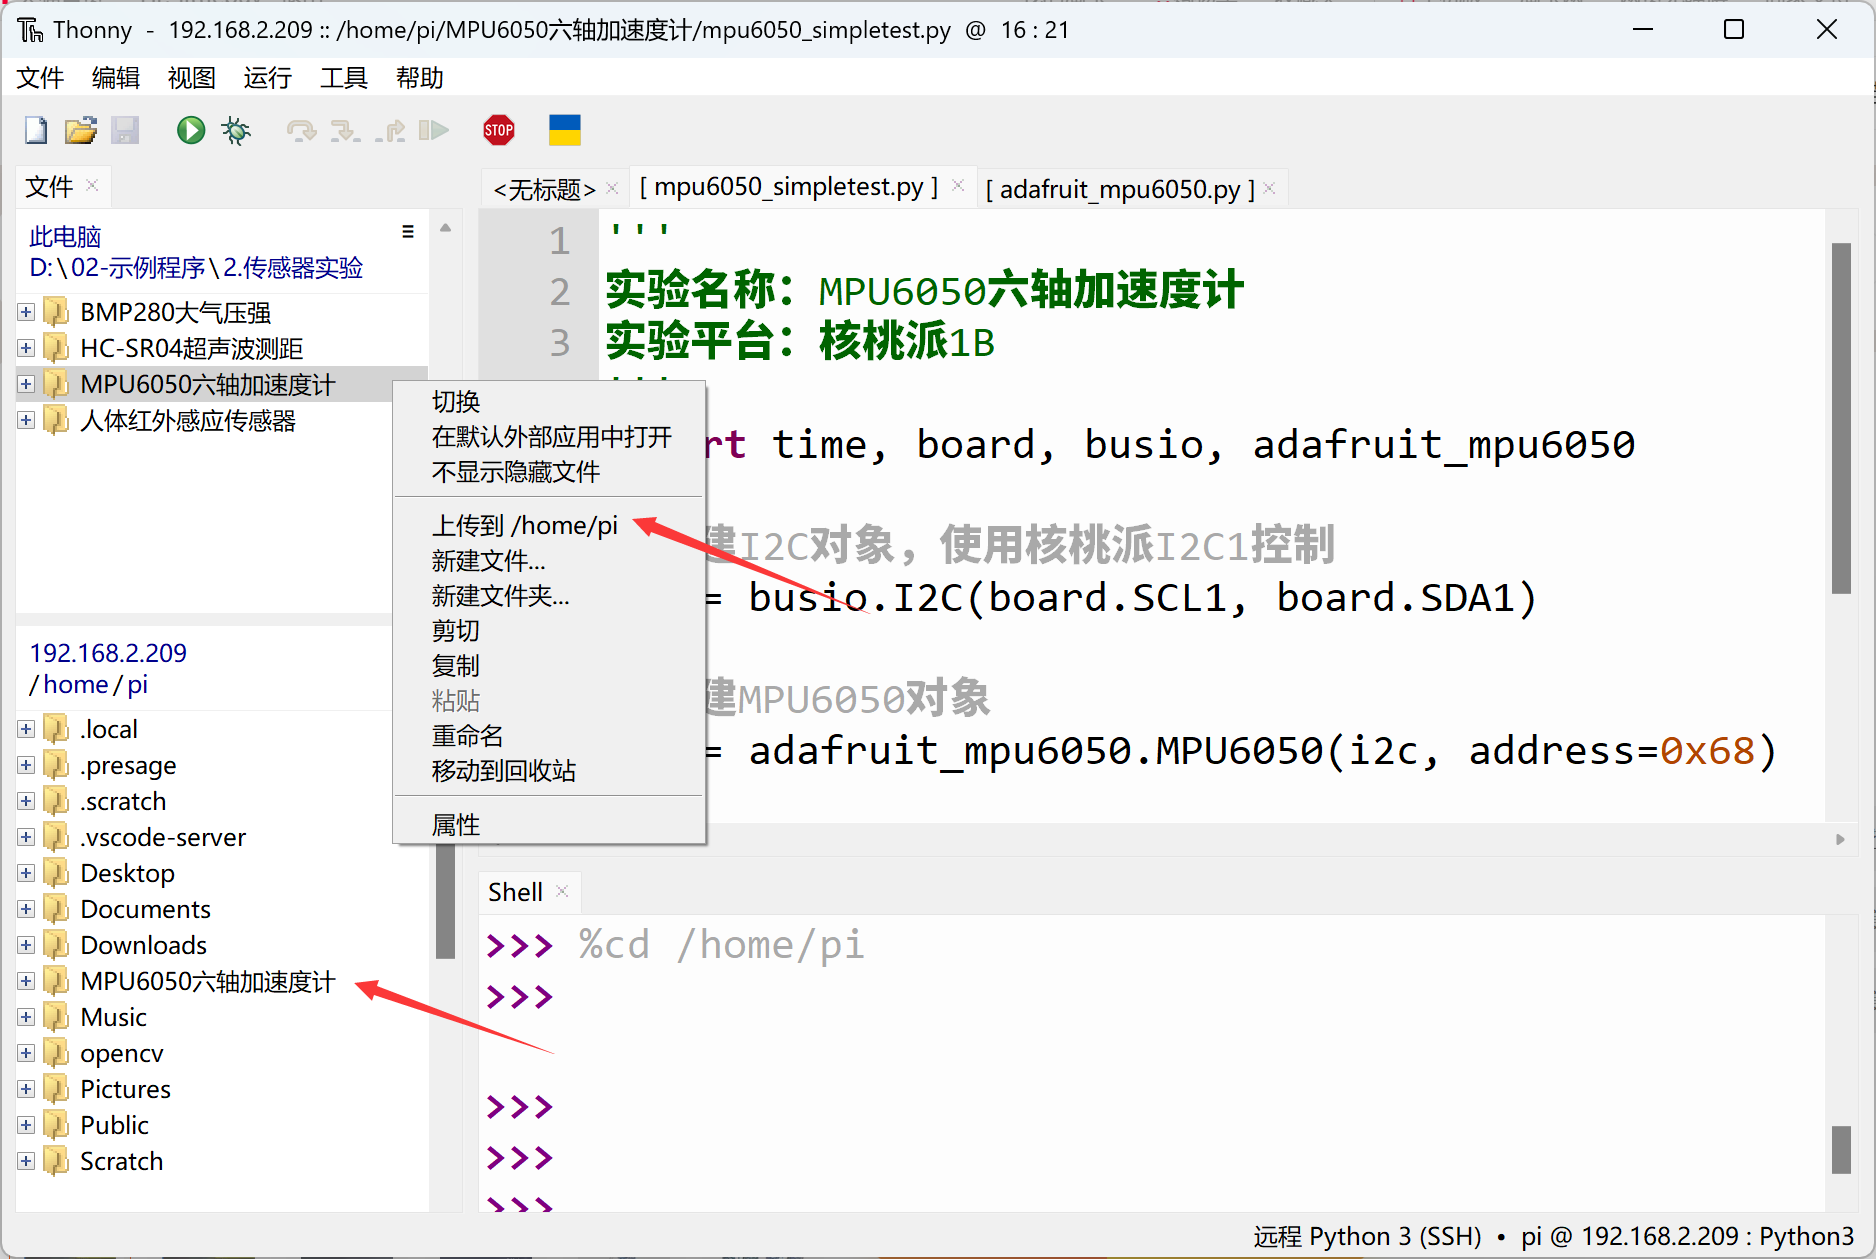 Thonny - 192.168.2.209 :: /home/pi/MPU6050六轴加速度计/mpu6050_simpletest.py @ 16 : 21
文件 编辑 视图 运行 工具 帮助
STOP
文件
此电脑
D:\02-示例程序\2.传感器实验
BMP280大气压强
HC-SR04超声波测距
MPU6050六轴加速度计
人体红外感应传感器
192.168.2.209
/home/pi
.local
.presage
.scratch
.vscode-server
Desktop
Documents
Downloads
MPU6050六轴加速度计
Music
opencv
Pictures
Public
Scratch
切换
在默认外部应用中打开
不显示隐藏文件
上传到 /home/pi
新建文件...
新建文件夹...
剪切
复制
粘贴
重命名
移动到回收站
属性
<无标题> [ mpu6050_simpletest.py ] [ adafruit_mpu6050.py ]
1 '''
2 实验名称：MPU6050六轴加速度计
3 实验平台：核桃派1B
rt time, board, busio, adafruit_mpu6050
建I2C对象，使用核桃派I2C1控制
= busio.I2C(board.SCL1, board.SDA1)
建MPU6050对象
= adafruit_mpu6050.MPU6050(i2c, address=0x68)
Shell
>>> %cd /home/pi
>>>
>>>
>>>
>>>
远程 Python 3 (SSH) • pi @ 192.168.2.209 : Python3